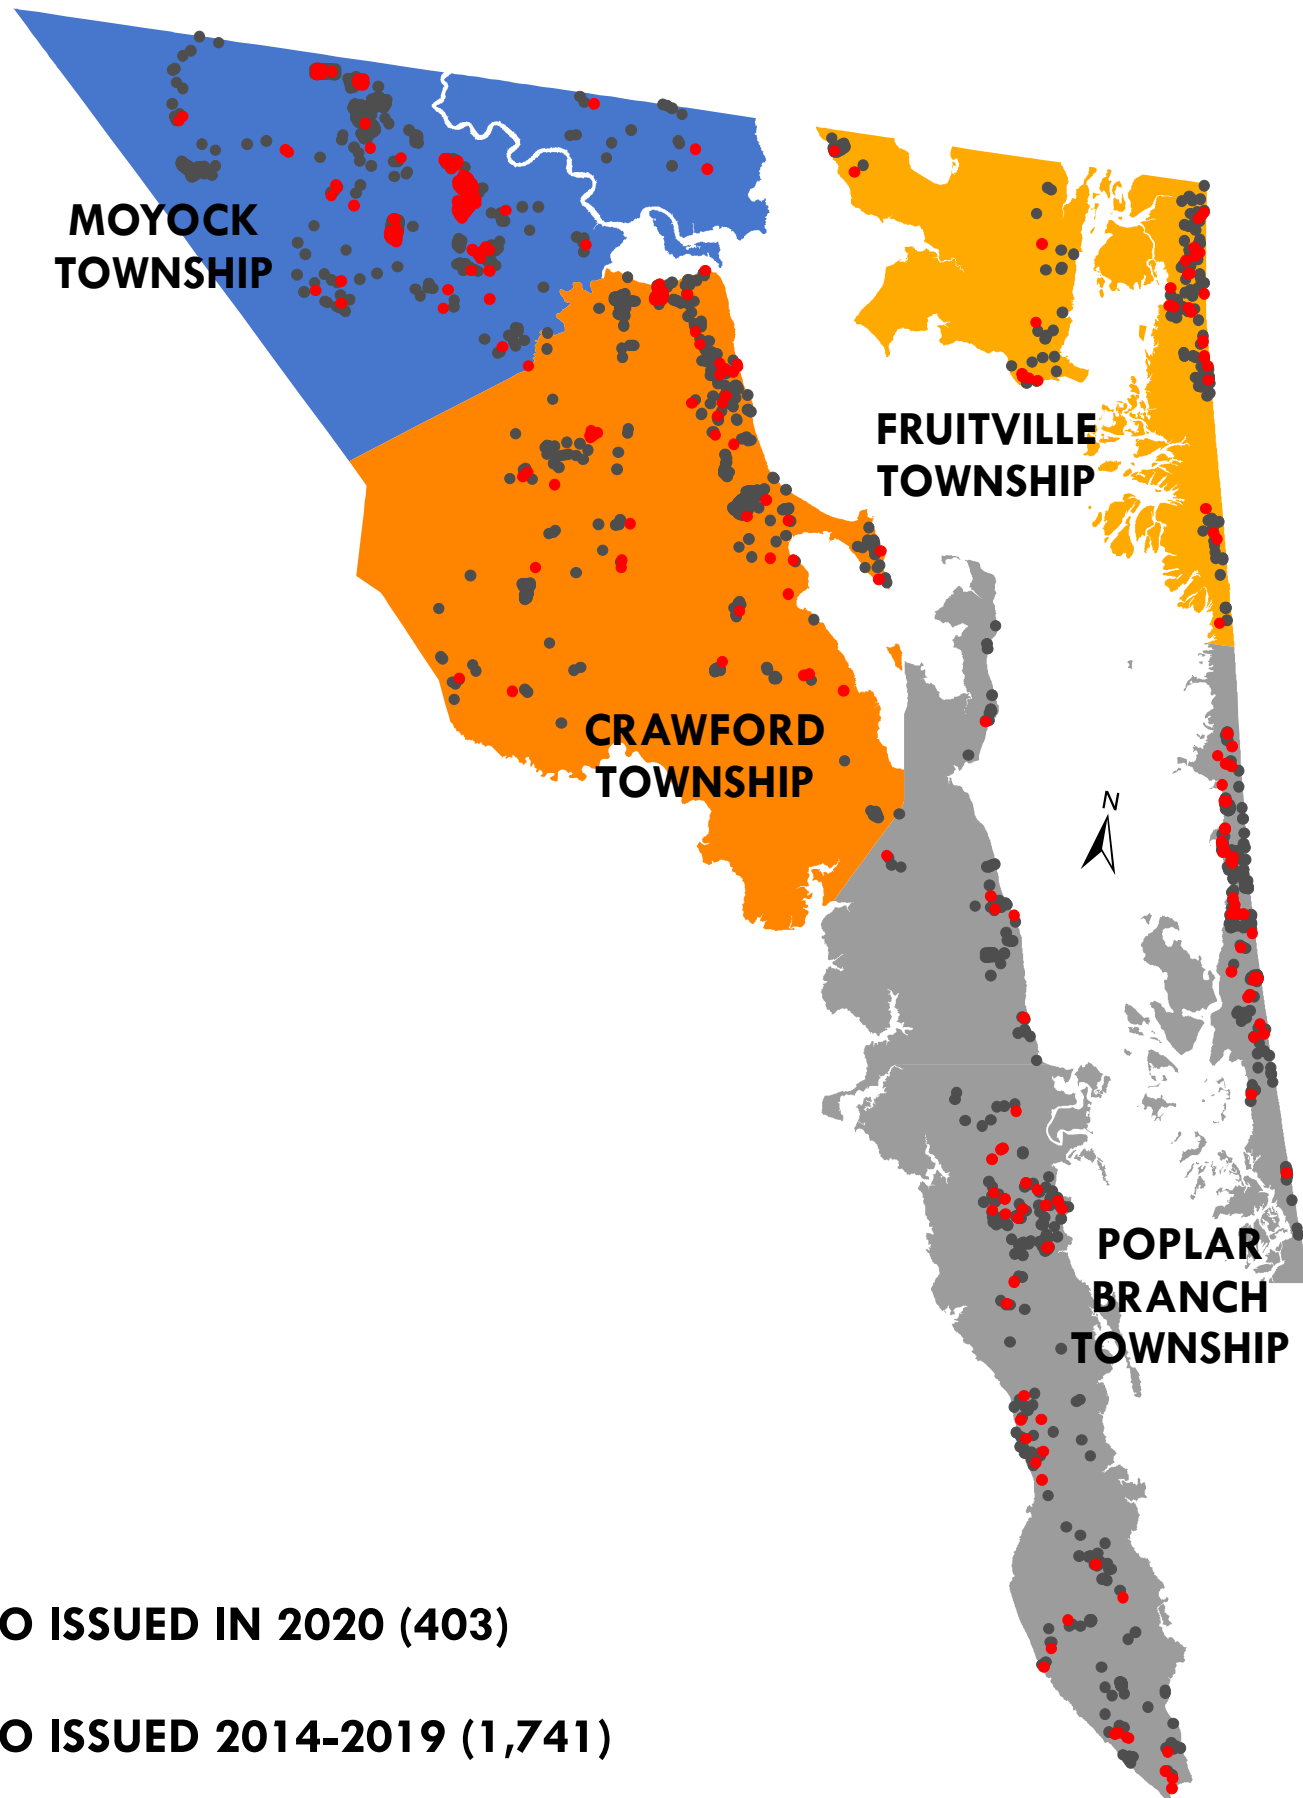 MOYOCK
TOWNSHIP
FRUITVILLE
TOWNSHIP
CRAWFORD
TOWNSHIP
N
POPLAR
BRANCH
TOWNSHIP
O ISSUED IN 2020 (403)
O ISSUED 2014-2019 (1,741)